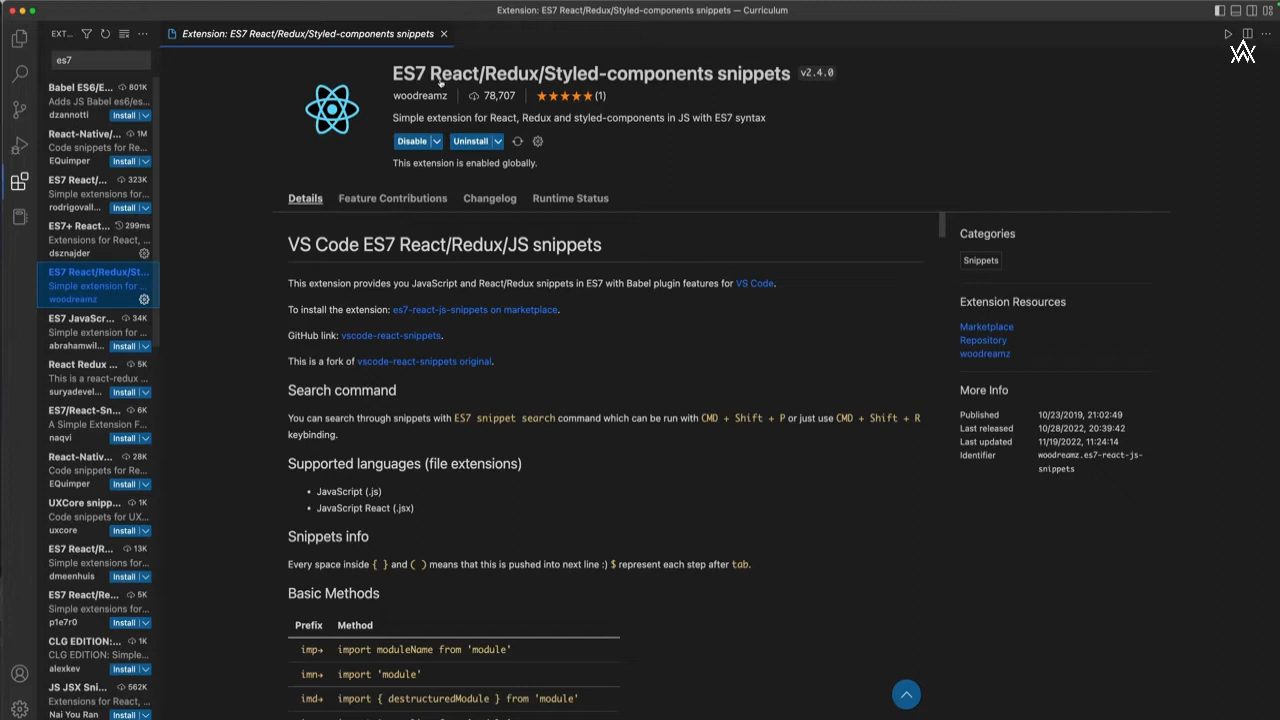 Extension: ES7 React/Redux/Styled-components snippets — Curriculum
EXT...
Extension: ES7 React/Redux/Styled-components snippets
es7
Babel ES6/E... 801K
Adds JS Babel es6/es...
dzannotti Install
React-Native/... 1M
Code snippets for Re...
EQuimper Install
ES7 React/... 323K
Simple extensions for...
rodrigovall... Install
ES7+ React... 299ms
Extensions for React, ...
dsznajder
ES7 React/Redux/St...
Simple extension for ...
woodreamz
ES7 JavaScr... 34K
Simple extension for ...
abrahamwil... Install
React Redux ... 5K
This is a react-redux ...
suryadevel... Install
ES7/React-Sn... 6K
A Simple Extension F...
naqvi Install
React-Nativ... 28K
Code snippets for Re...
EQuimper Install
UXCore snipp... 1K
Code snippets for UX...
uxcore Install
ES7 React/R... 13K
Simple extensions for...
dmeenhuis Install
ES7 React/Re... 5K
Simple extensions for...
p1e7r0 Install
CLG EDITION:... 1K
CLG EDITION: Simple...
alexkev Install
JS JSX Sni... 562K
Extensions for React, ...
Nai You Ran Install
ES7 React/Redux/Styled-components snippets v2.4.0
woodreamz 78,707 (1)
Simple extension for React, Redux and styled-components in JS with ES7 syntax
Disable Uninstall
This extension is enabled globally.
Details Feature Contributions Changelog Runtime Status
VS Code ES7 React/Redux/JS snippets
This extension provides you JavaScript and React/Redux snippets in ES7 with Babel plugin features for VS Code.
To install the extension: es7-react-js-snippets on marketplace.
GitHub link: vscode-react-snippets.
This is a fork of vscode-react-snippets original.
Search command
You can search through snippets with ES7 snippet search command which can be run with CMD + Shift + P or just use CMD + Shift + R
keybinding.
Supported languages (file extensions)
• JavaScript (.js)
• JavaScript React (.jsx)
Snippets info
Every space inside { } and ( ) means that this is pushed into next line :) $ represent each step after tab.
Basic Methods
Prefix Method
imp→ import moduleName from 'module'
imn→ import 'module'
imd→ import { destructuredModule } from 'module'
Categories
Snippets
Extension Resources
Marketplace
Repository
woodreamz
More Info
Published 10/23/2019, 21:02:49
Last released 10/28/2022, 20:39:42
Last updated 11/19/2022, 11:24:14
Identifier woodreamz.es7-react-js-
snippets